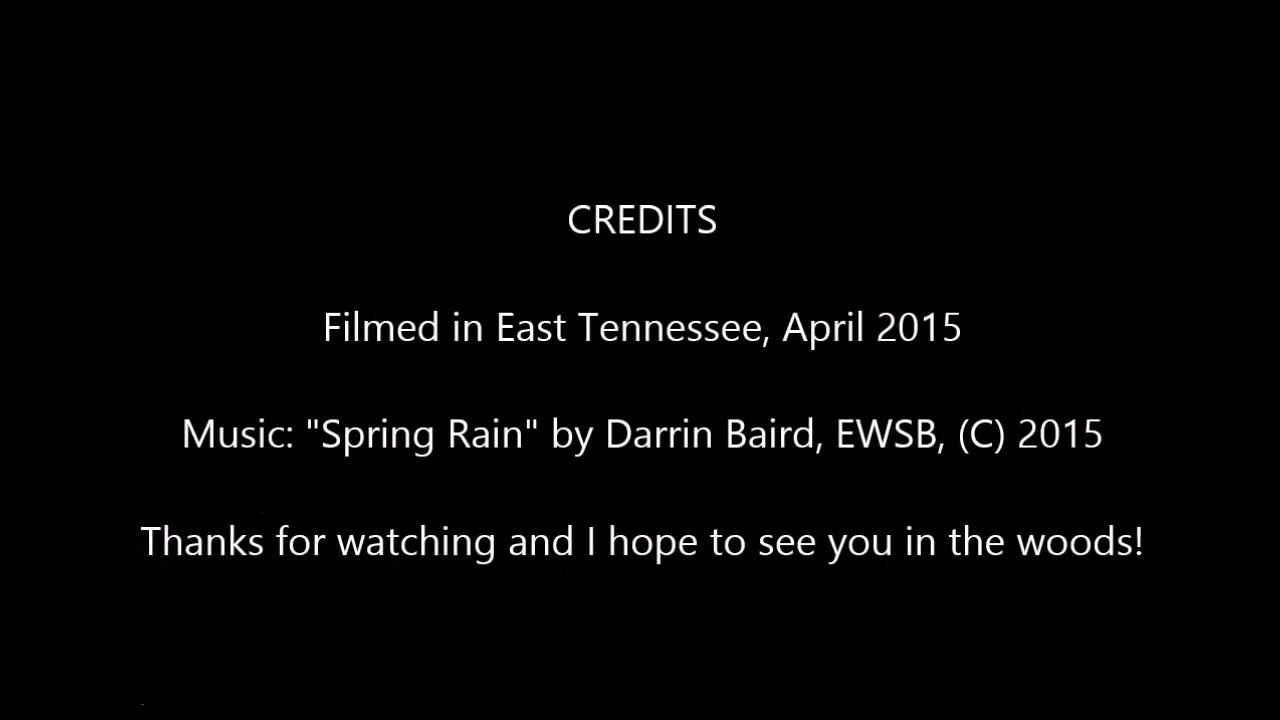 CREDITS
Filmed in East Tennessee, April 2015
Music: "Spring Rain" by Darrin Baird, EWSB, (C) 2015
Thanks for watching and I hope to see you in the woods!